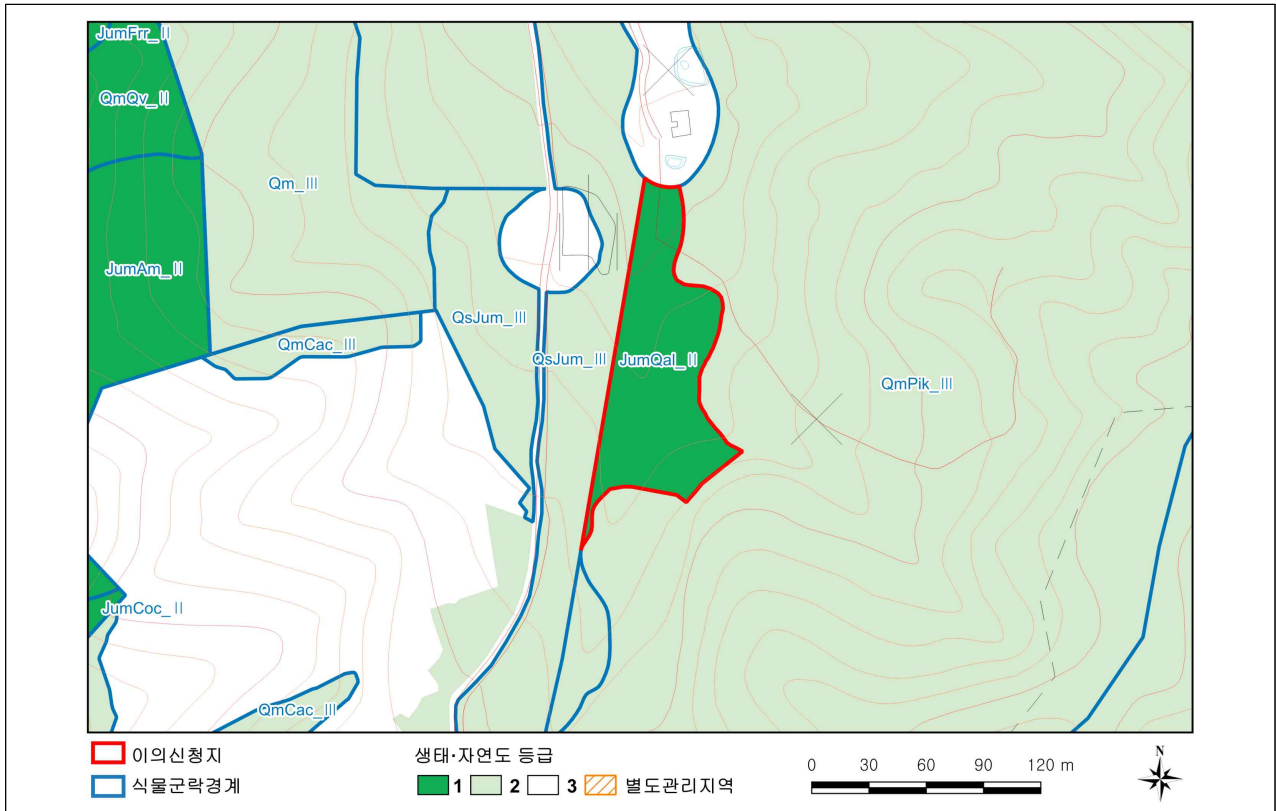 JumFrr_Ⅱ
QmQv_Ⅱ
Qm_Ⅲ
JumAm_Ⅱ
QsJum_Ⅲ
QmCac_Ⅲ
QsJum_Ⅲ
JumQal_Ⅱ
QmPik_Ⅲ
JumCoc_Ⅱ
QmCac_Ⅲ
이의신청지
생태·자연도 등급
식물군락경계
1 2 3 별도관리지역
0 30 60 90 120 m
N